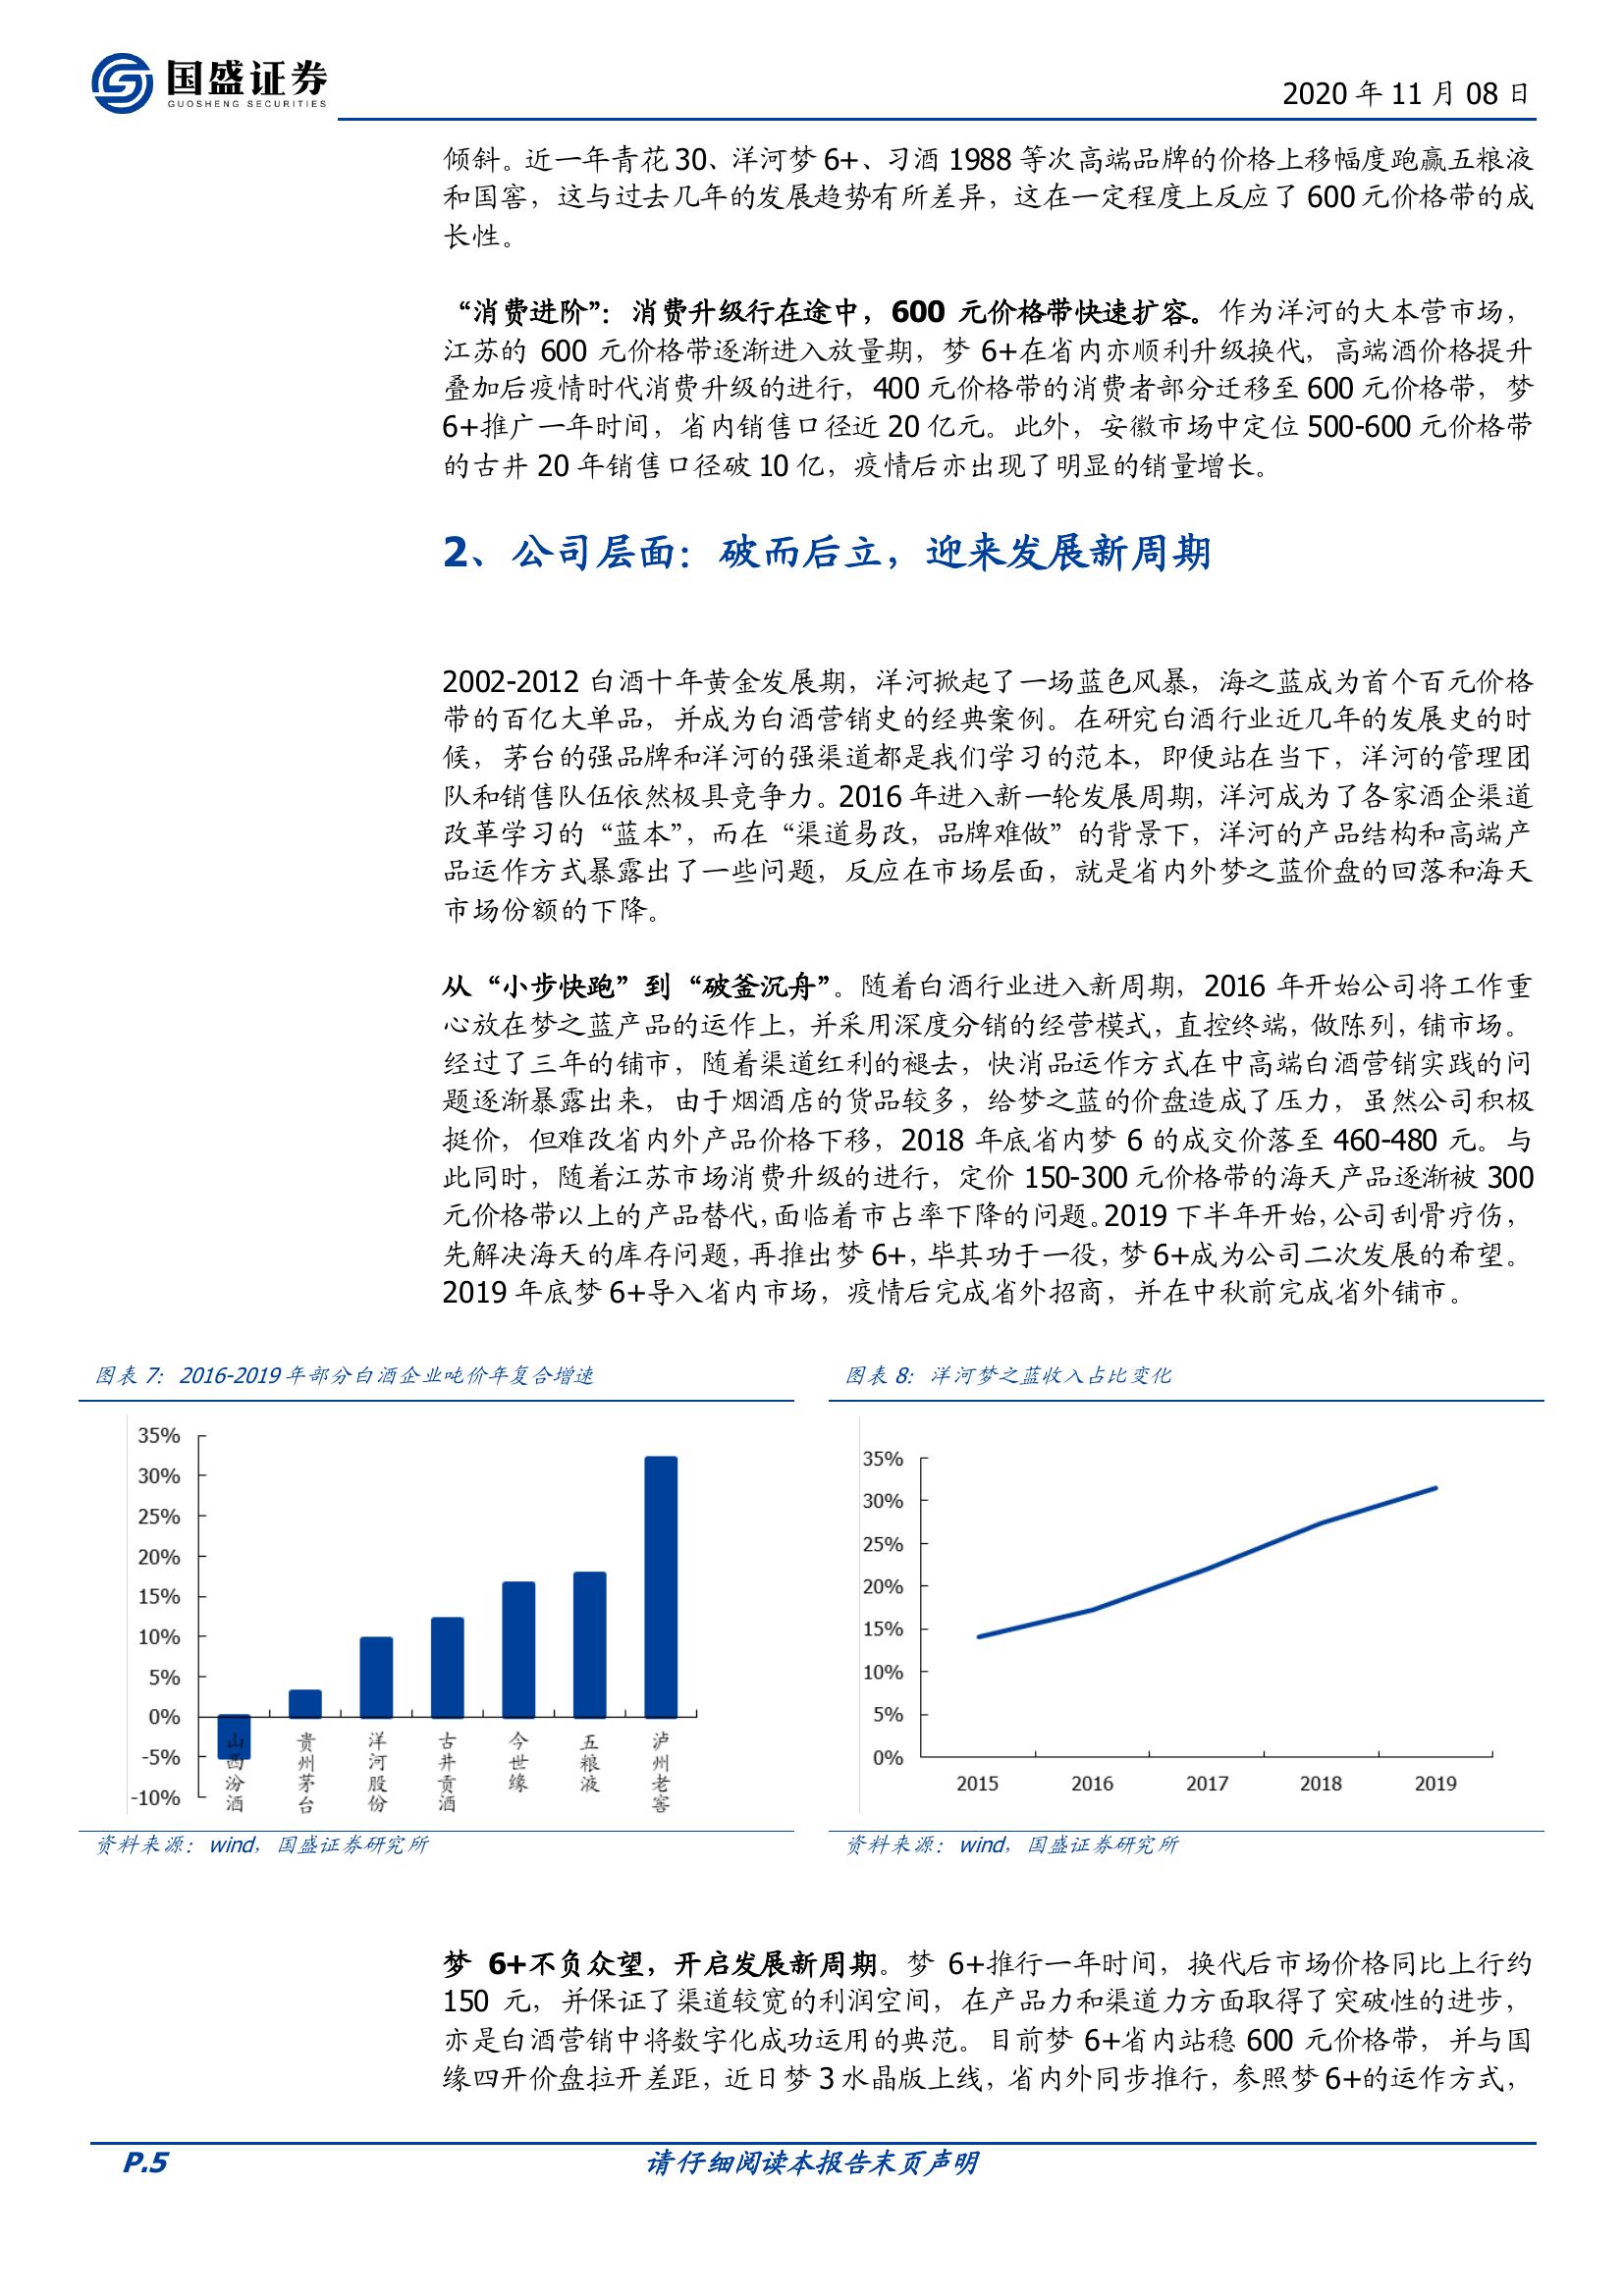 国盛证券
GUOSHENG SECURITIES
2020 年 11 月 08 日
倾斜。近一年青花 30、洋河梦 6+、习酒 1988 等次高端品牌的价格上移幅度跑赢五粮液
和国窖，这与过去几年的发展趋势有所差异，这在一定程度上反应了 600 元价格带的成
长性。
“消费进阶”：消费升级行在途中，600 元价格带快速扩容。作为洋河的大本营市场，
江苏的 600 元价格带逐渐进入放量期，梦 6+在省内亦顺利升级换代，高端酒价格提升
叠加后疫情时代消费升级的进行，400 元价格带的消费者部分迁移至 600 元价格带，梦
6+推广一年时间，省内销售口径近 20 亿元。此外，安徽市场中定位 500-600 元价格带
的古井 20 年销售口径破 10 亿，疫情后亦出现了明显的销量增长。
2、公司层面：破而后立，迎来发展新周期
2002-2012 白酒十年黄金发展期，洋河掀起了一场蓝色风暴，海之蓝成为首个百元价格
带的百亿大单品，并成为白酒营销史的经典案例。在研究白酒行业近几年的发展史的时
候，茅台的强品牌和洋河的强渠道都是我们学习的范本，即便站在当下，洋河的管理团
队和销售队伍依然极具竞争力。2016 年进入新一轮发展周期，洋河成为了各家酒企渠道
改革学习的“蓝本”，而在“渠道易改，品牌难做”的背景下，洋河的产品结构和高端产
品运作方式暴露出了一些问题，反应在市场层面，就是省内外梦之蓝价盘的回落和海天
市场份额的下降。
从“小步快跑”到“破釜沉舟”。随着白酒行业进入新周期，2016 年开始公司将工作重
心放在梦之蓝产品的运作上，并采用深度分销的经营模式，直控终端，做陈列，铺市场。
经过了三年的铺市，随着渠道红利的褪去，快消品运作方式在中高端白酒营销实践的问
题逐渐暴露出来，由于烟酒店的货品较多，给梦之蓝的价盘造成了压力，虽然公司积极
挺价，但难改省内外产品价格下移，2018 年底省内梦 6 的成交价落至 460-480 元。与
此同时，随着江苏市场消费升级的进行，定价 150-300 元价格带的海天产品逐渐被 300
元价格带以上的产品替代，面临着市占率下降的问题。2019 下半年开始，公司刮骨疗伤，
先解决海天的库存问题，再推出梦 6+，毕其功于一役，梦 6+成为公司二次发展的希望。
2019 年底梦 6+导入省内市场，疫情后完成省外招商，并在中秋前完成省外铺市。
图表 7：2016-2019 年部分白酒企业吨价年复合增速
35%
30%
25%
20%
15%
10%
5%
0%
-5%
-10%
山西汾酒
贵州茅台
洋河股份
古井贡酒
今世缘
五粮液
泸州老窖
资料来源：wind，国盛证券研究所
图表 8：洋河梦之蓝收入占比变化
35%
30%
25%
20%
15%
10%
5%
0%
2015 2016 2017 2018 2019
资料来源：wind，国盛证券研究所
梦 6+不负众望，开启发展新周期。梦 6+推行一年时间，换代后市场价格同比上行约
150 元，并保证了渠道较宽的利润空间，在产品力和渠道力方面取得了突破性的进步，
亦是白酒营销中将数字化成功运用的典范。目前梦 6+省内站稳 600 元价格带，并与国
缘四开价盘拉开差距，近日梦 3 水晶版上线，省内外同步推行，参照梦 6+的运作方式，
P.5
请仔细阅读本报告末页声明